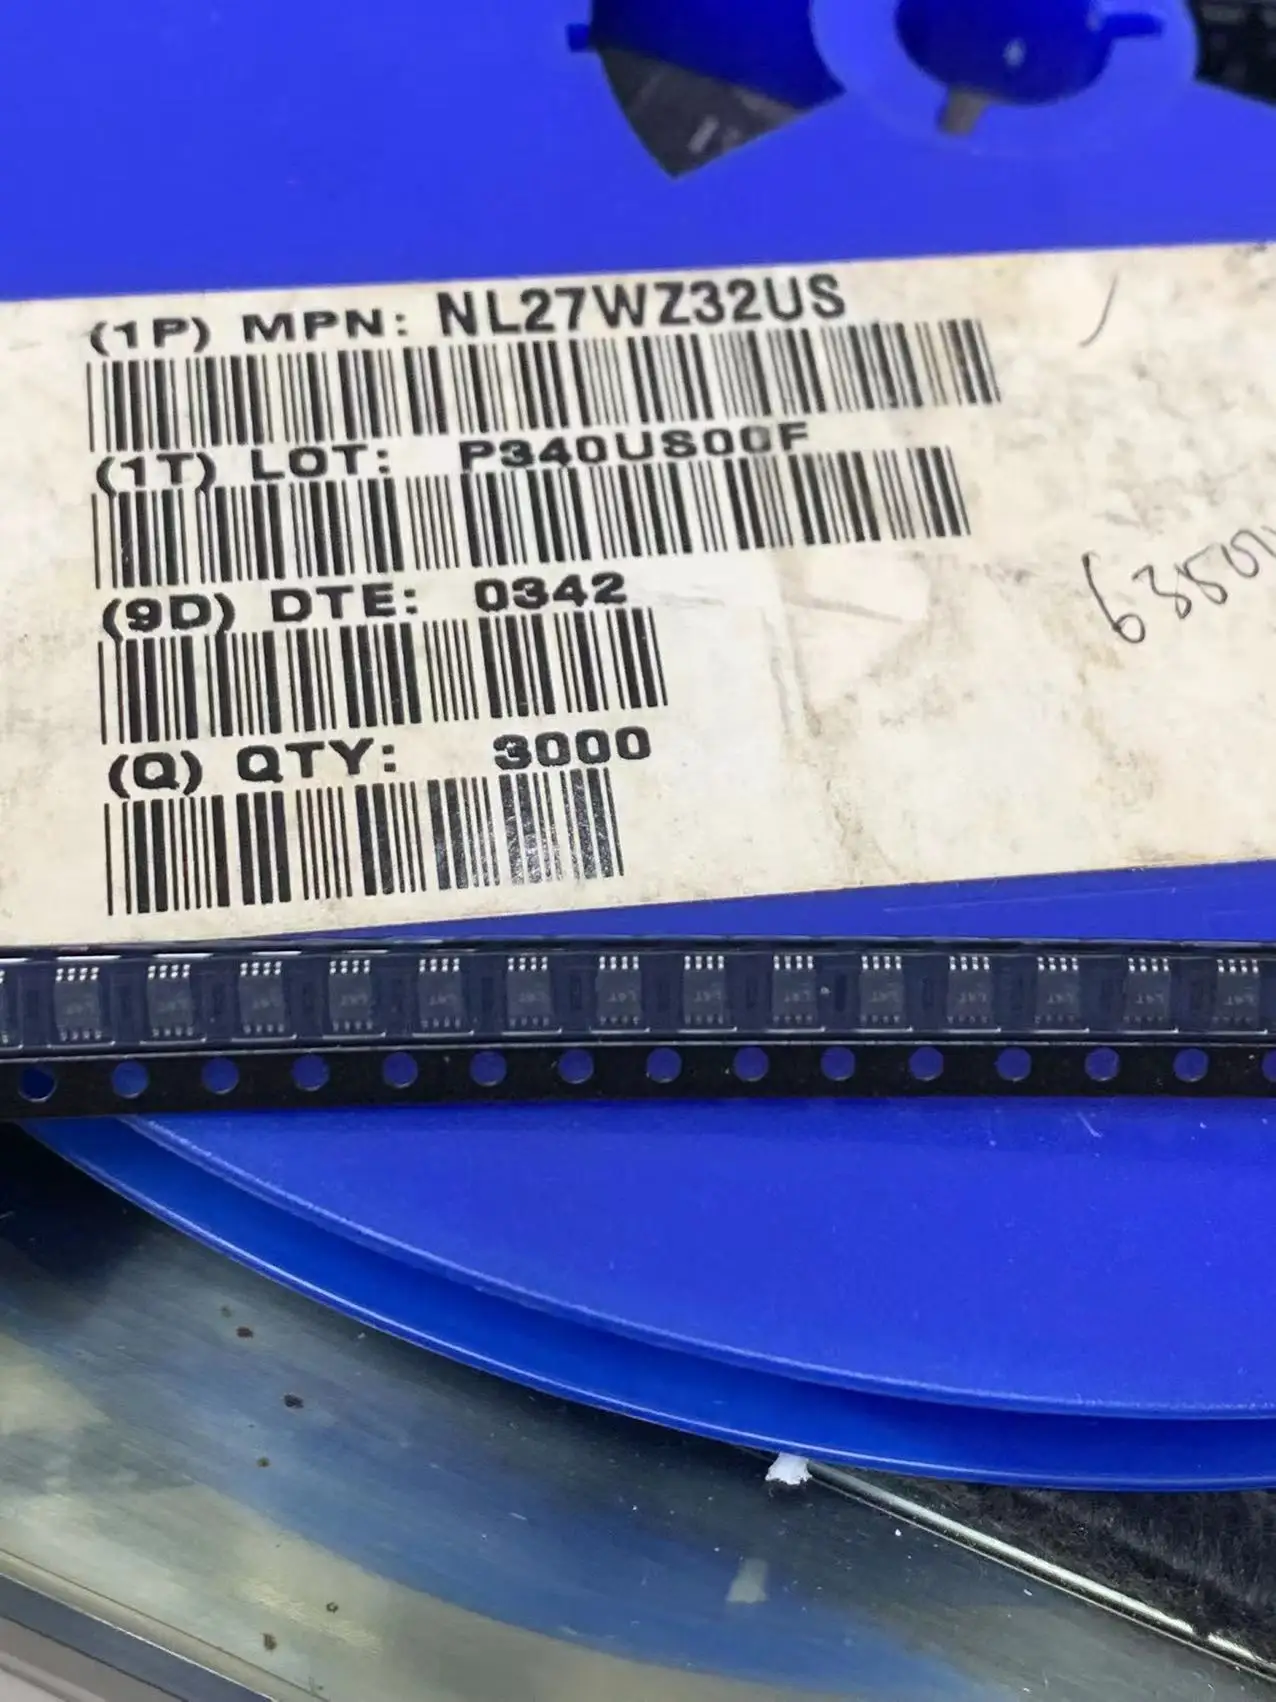 (1P) MPN: NL27WZ32US
(1T) LOT: P340US00F
(9D) DTE: 0342
(Q) QTY: 3000